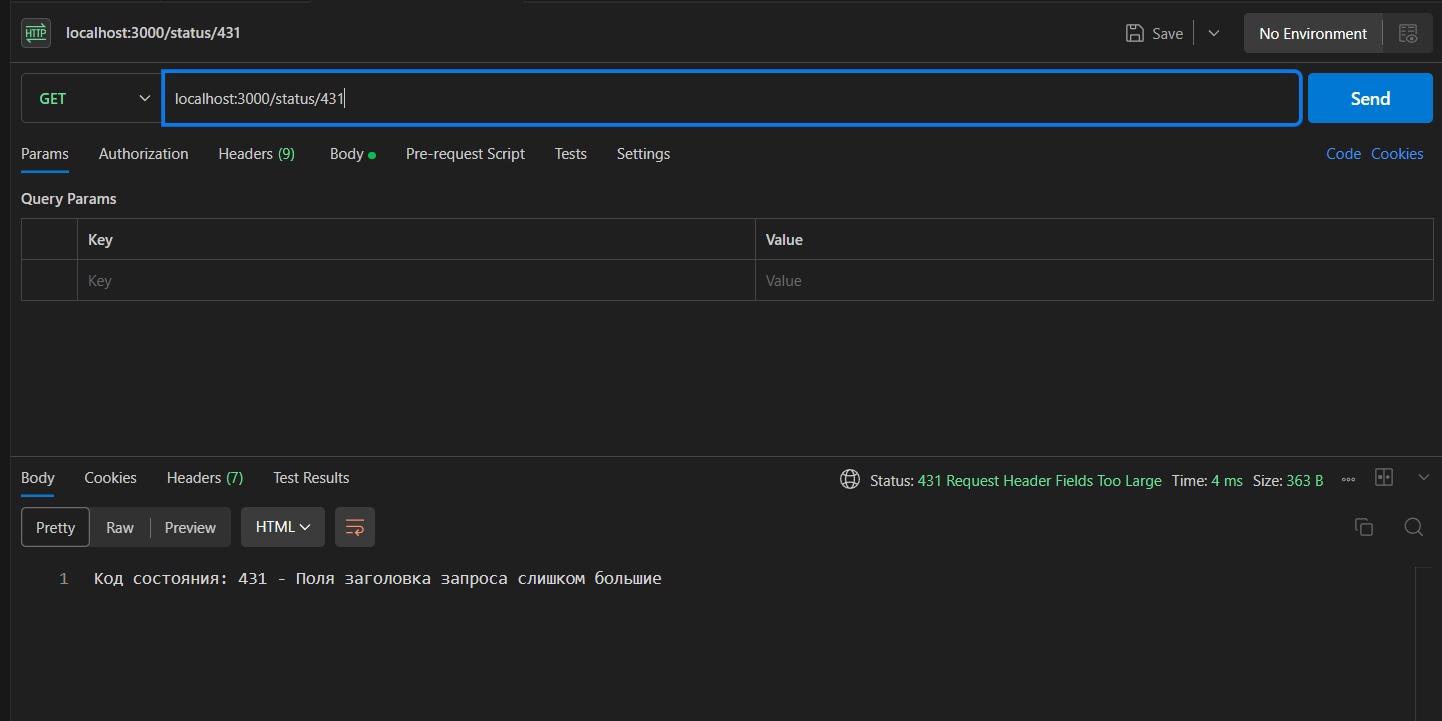 HTTP localhost:3000/status/431 Save No Environment
GET localhost:3000/status/431 Send
Params Authorization Headers (9) Body Pre-request Script Tests Settings Code Cookies
Query Params
Key Value
Key Value
Body Cookies Headers (7) Test Results Status: 431 Request Header Fields Too Large Time: 4 ms Size: 363 B
Pretty Raw Preview HTML
1 Код состояния: 431 - Поля заголовка запроса слишком большие